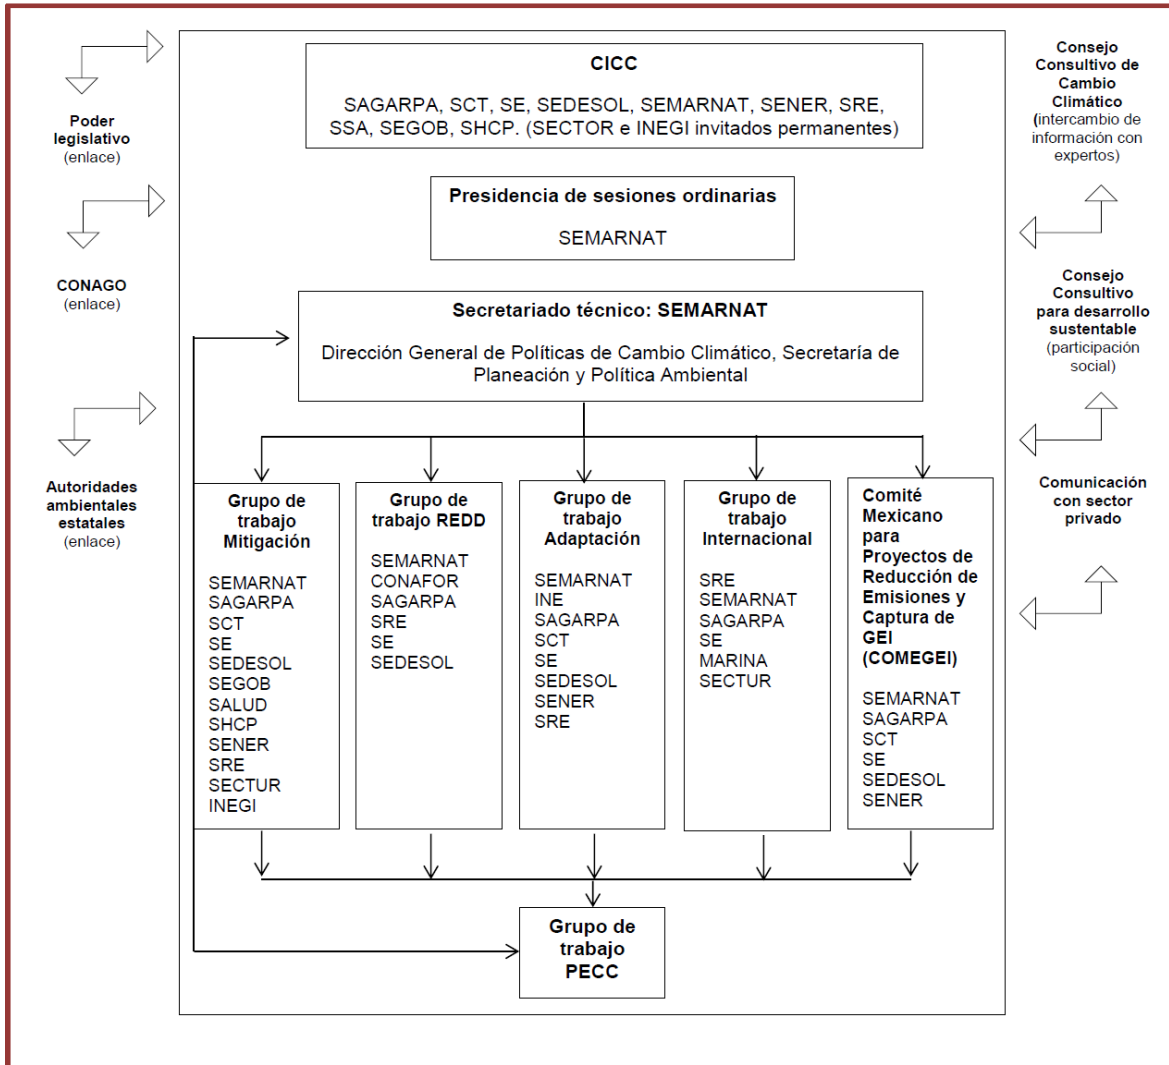 CICC
SAGARPA, SCT, SE, SEDESOL, SEMARNAT, SENER, SRE,
SSA, SEGOB, SHCP. (SECTOR e INEGI invitados permanentes)
Poder
legislativo
(enlace)
Consejo
Consultivo de
Cambio
Climático
(intercambio de
información con
expertos)
Presidencia de sesiones ordinarias
SEMARNAT
CONAGO
(enlace)
Consejo
Consultivo
para desarrollo
sustentable
(participación
social)
Secretariado técnico: SEMARNAT
Dirección General de Políticas de Cambio Climático, Secretaría de
Planeación y Política Ambiental
Autoridades
ambientales
estatales
(enlace)
Comunicación
con sector
privado
Grupo de
trabajo
Mitigación
SEMARNAT
SAGARPA
SCT
SE
SEDESOL
SEGOB
SALUD
SHCP
SENER
SRE
SECTUR
INEGI
Grupo de
trabajo REDD
SEMARNAT
CONAFOR
SAGARPA
SRE
SE
SEDESOL
Grupo de
trabajo
Adaptación
SEMARNAT
INE
SAGARPA
SCT
SE
SEDESOL
SENER
SRE
Grupo de
trabajo
Internacional
SRE
SEMARNAT
SAGARPA
SE
MARINA
SECTUR
Comité
Mexicano
para
Proyectos de
Reducción de
Emisiones y
Captura de
GEI
(COMEGEI)
SEMARNAT
SAGARPA
SCT
SE
SEDESOL
SENER
Grupo de
trabajo
PECC